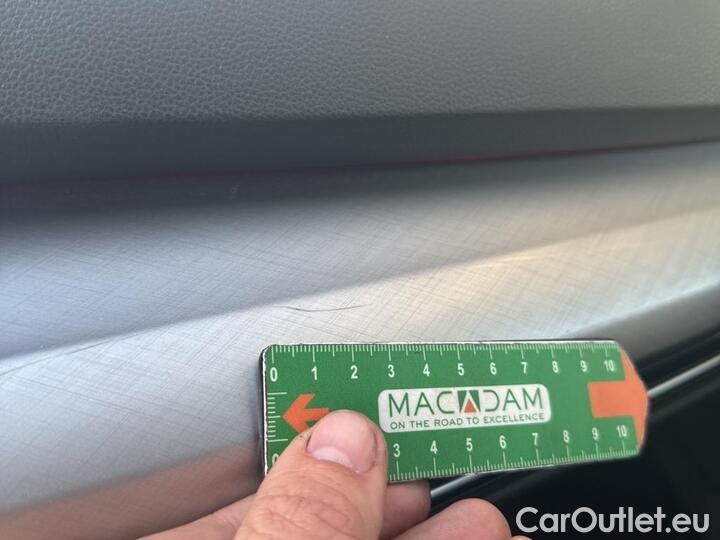 0 1 2 3 4 5 6 7 8 9 10
MACADAM
ON THE ROAD TO EXCELLENCE
0 3 4 5 6 7 8 9 10
CarOutlet.eu